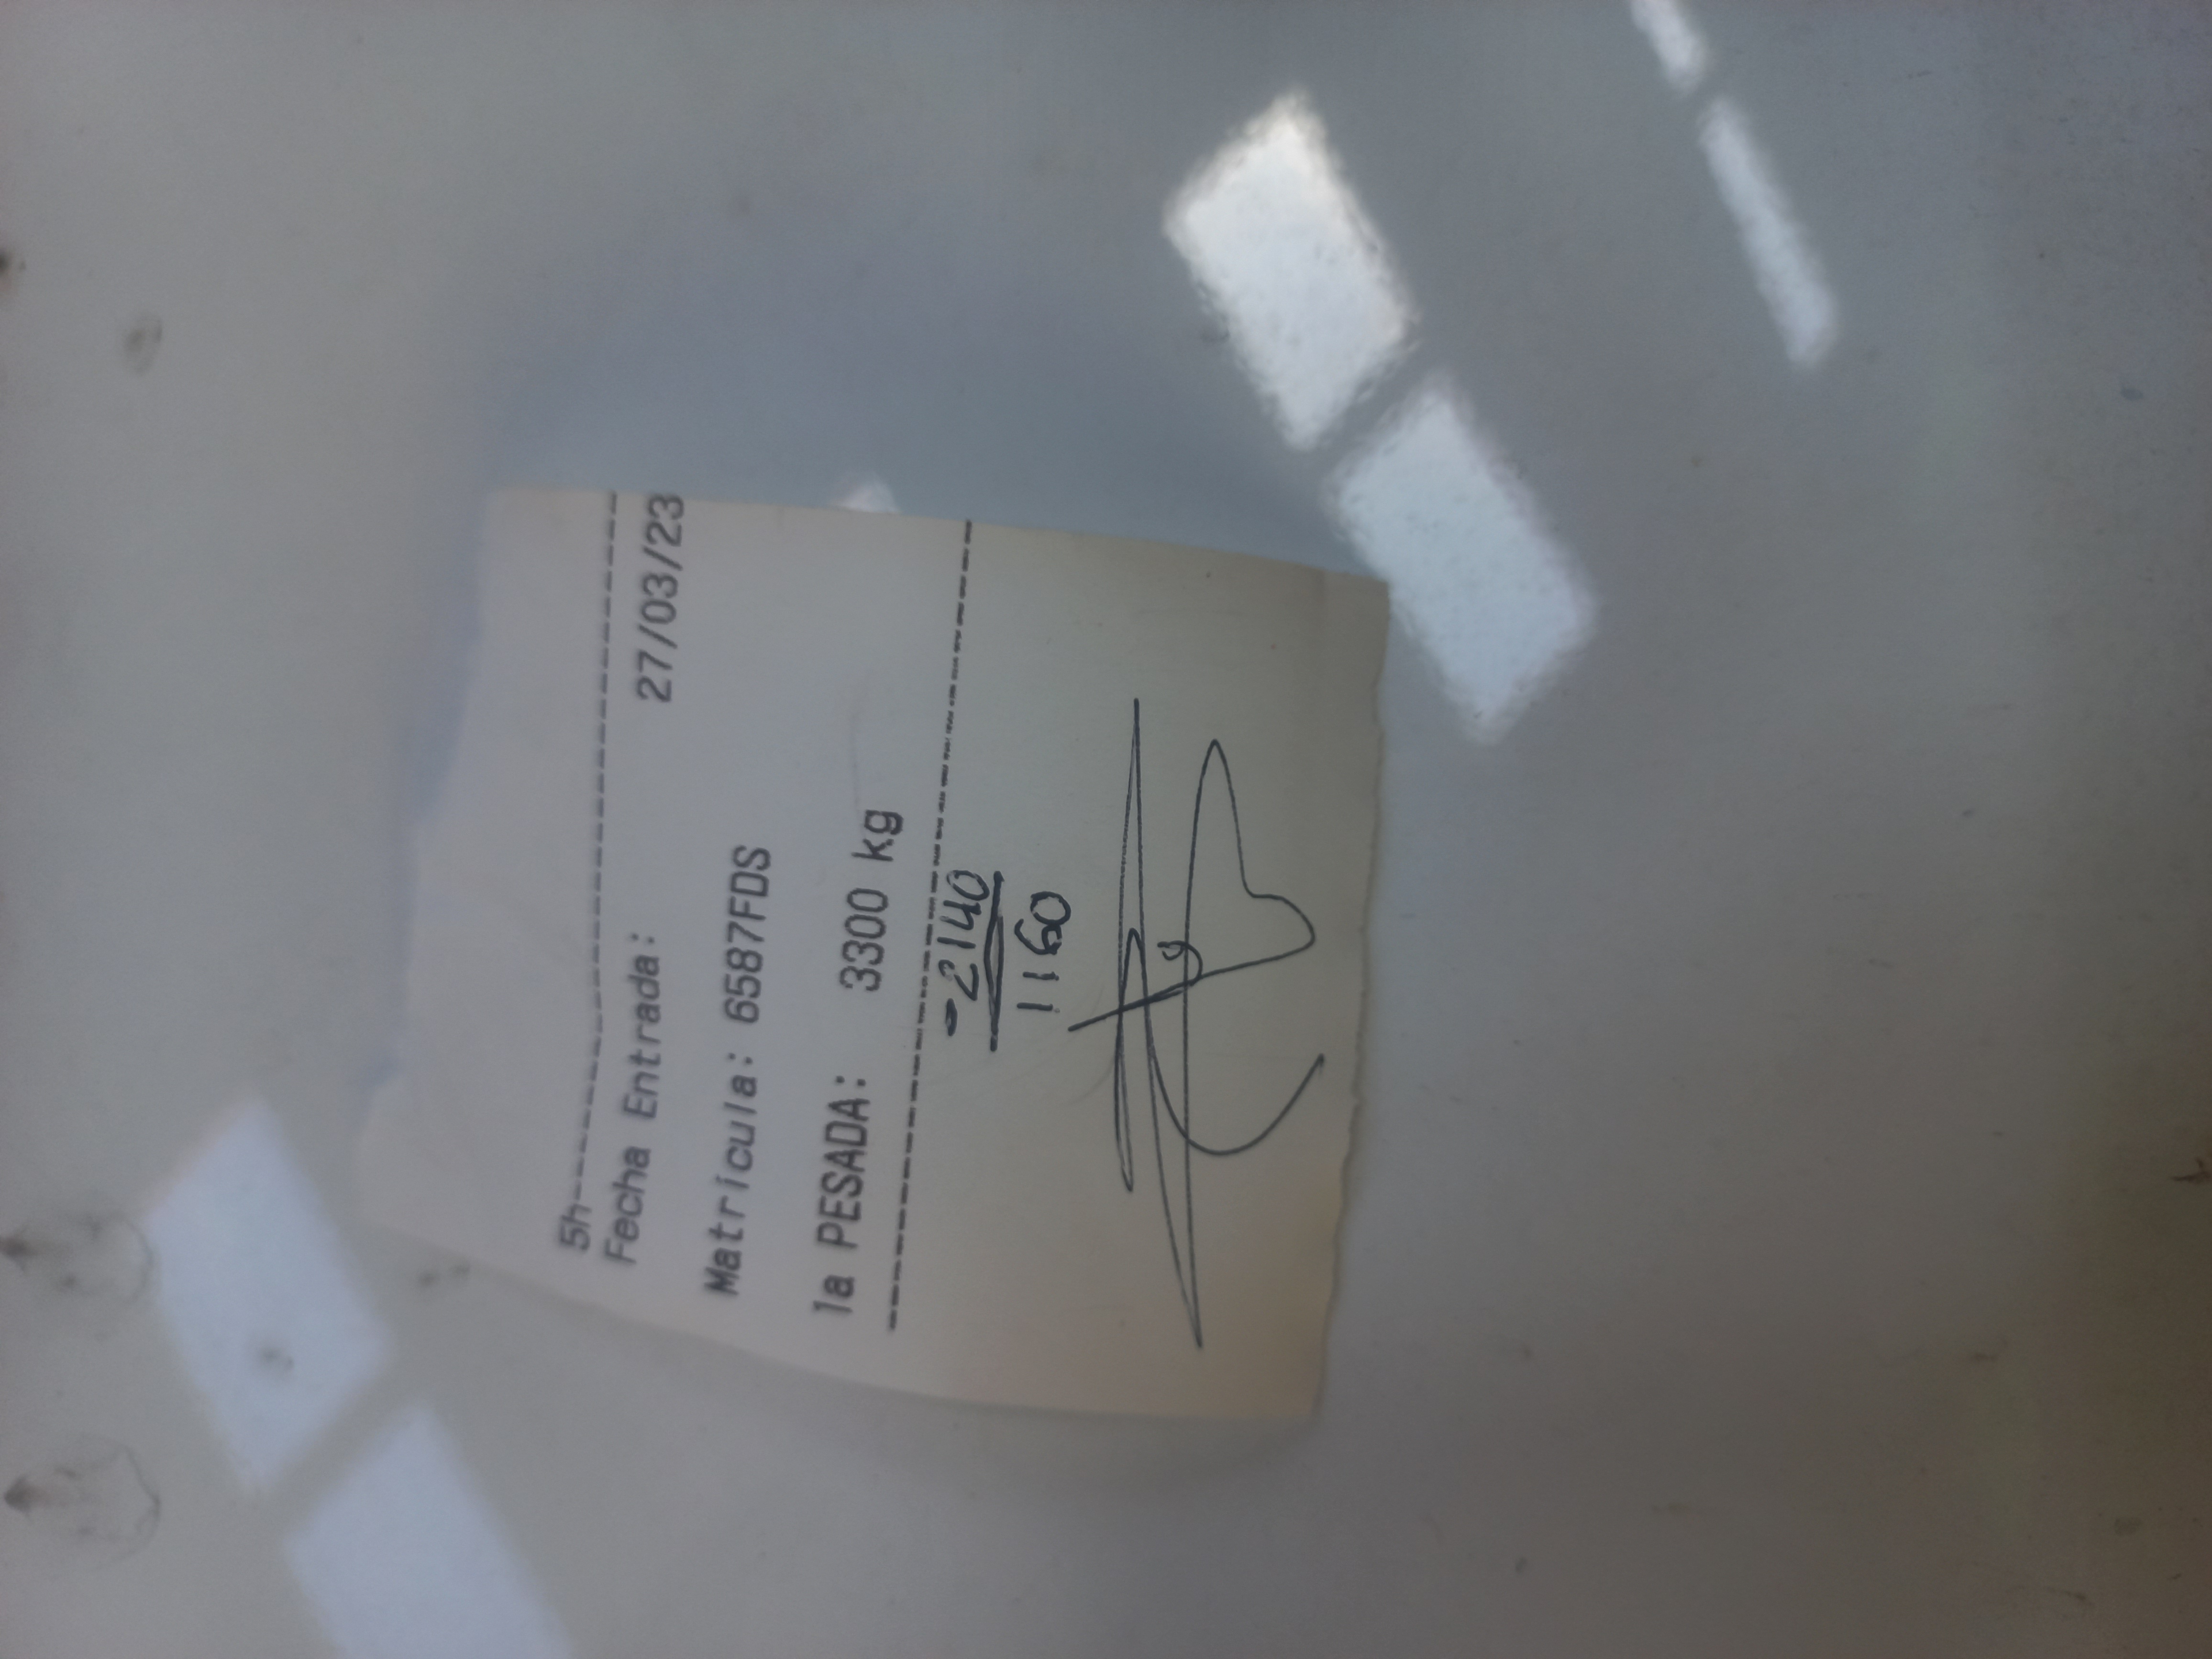 5h------------------------------
Fecha Entrada: 27/03/23
Matrícula: 6587FDS
1a PESADA: 3300 kg
--------------------------------
-2140
1160